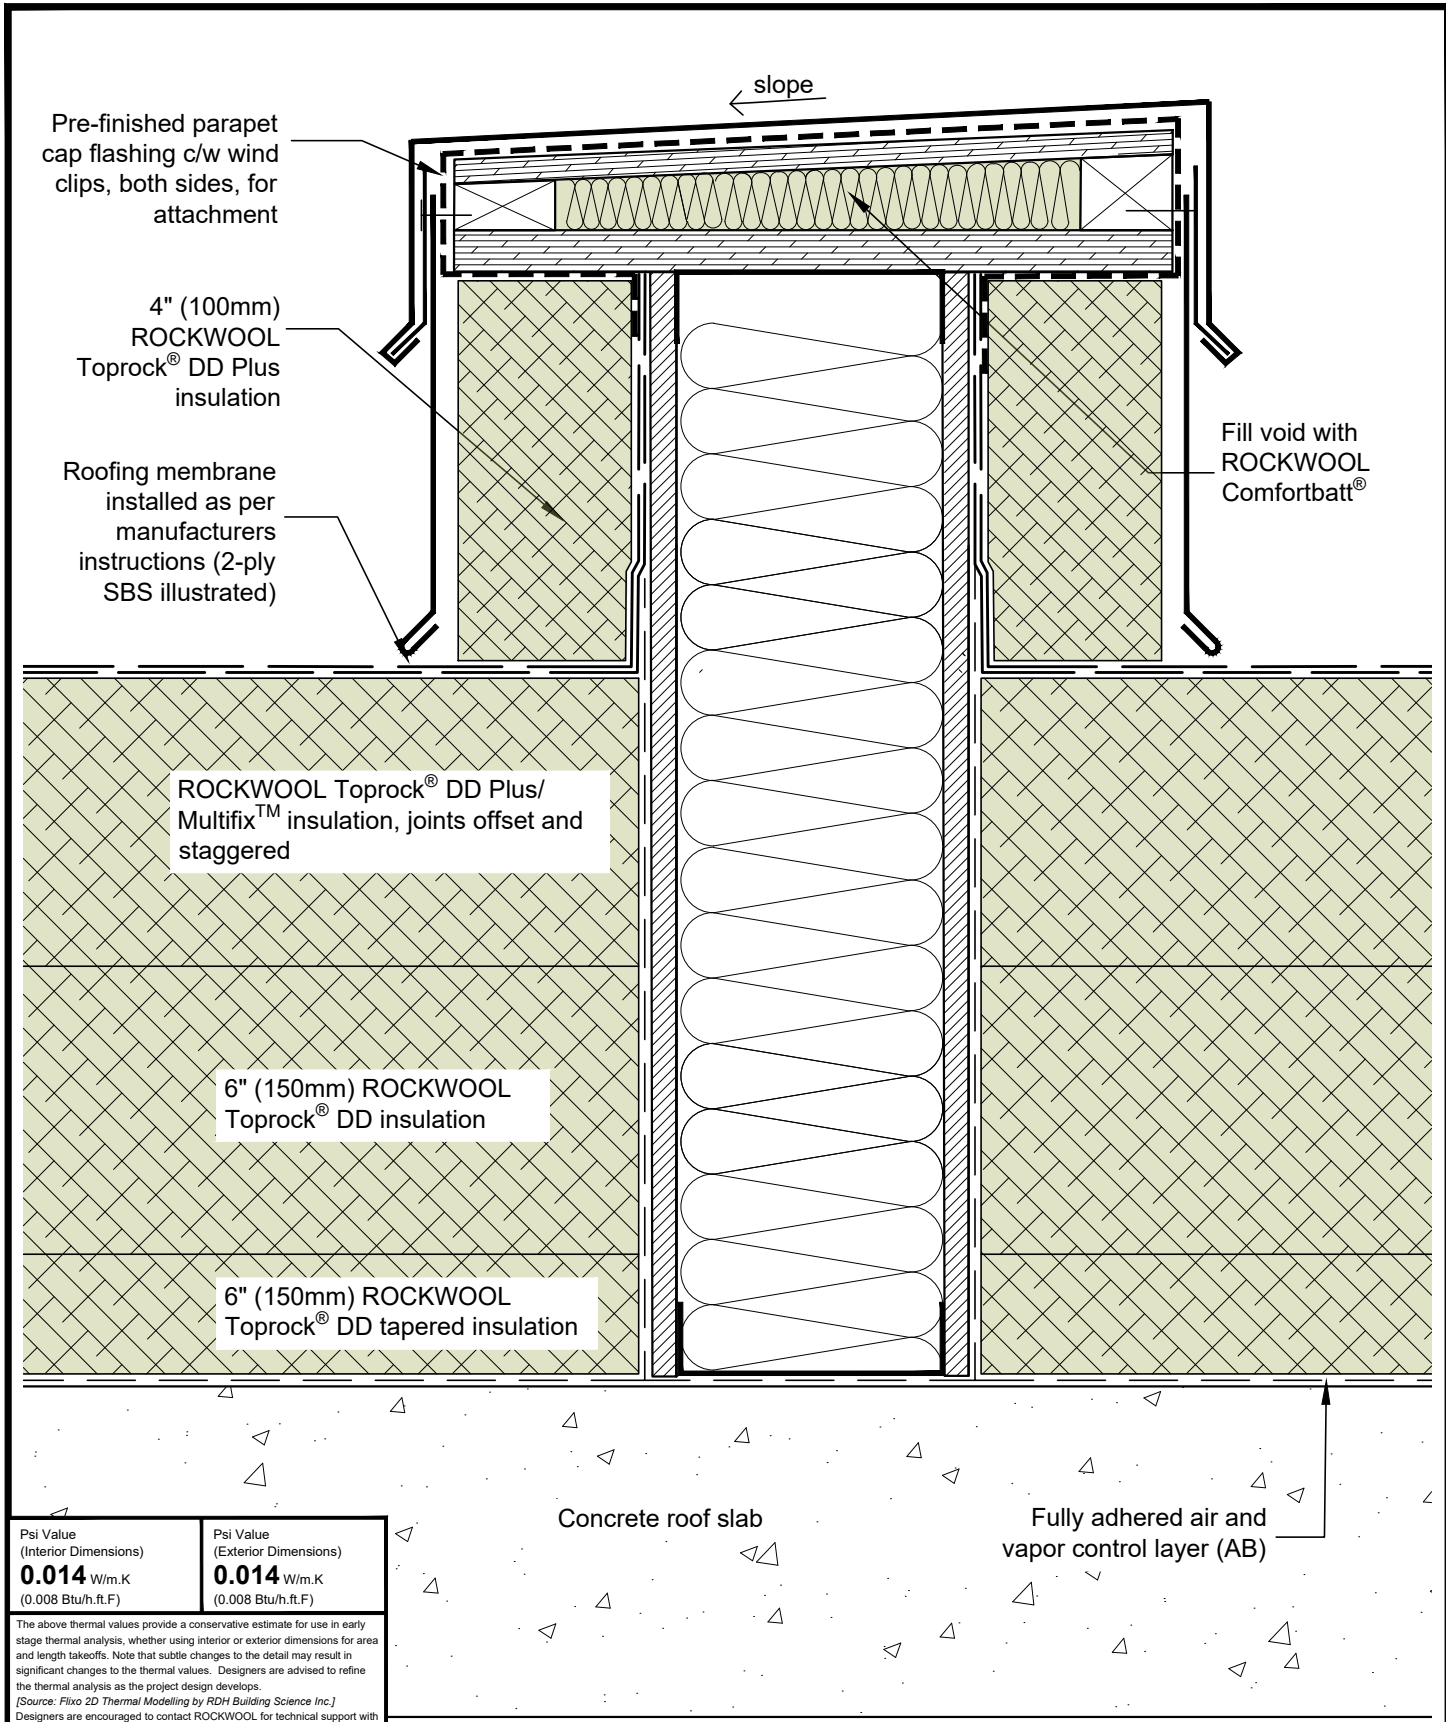 slope
Pre-finished parapet
cap flashing c/w wind
clips, both sides, for
attachment
4" (100mm)
ROCKWOOL
Toprock® DD Plus
insulation
Fill void with
ROCKWOOL
Comfortbatt®
Roofing membrane
installed as per
manufacturers
instructions (2-ply
SBS illustrated)
ROCKWOOL Toprock® DD Plus/
Multifix™ insulation, joints offset and
staggered
6" (150mm) ROCKWOOL
Toprock® DD insulation
6" (150mm) ROCKWOOL
Toprock® DD tapered insulation
Concrete roof slab
Fully adhered air and
vapor control layer (AB)
Psi Value
(Interior Dimensions)
0.014 W/m.K
(0.008 Btu/h.ft.F)
Psi Value
(Exterior Dimensions)
0.014 W/m.K
(0.008 Btu/h.ft.F)
The above thermal values provide a conservative estimate for use in early
stage thermal analysis, whether using interior or exterior dimensions for area
and length takeoffs. Note that subtle changes to the detail may result in
significant changes to the thermal values. Designers are advised to refine
the thermal analysis as the project design develops.
[Source: Flixo 2D Thermal Modelling by RDH Building Science Inc.]
Designers are encouraged to contact ROCKWOOL for technical support with